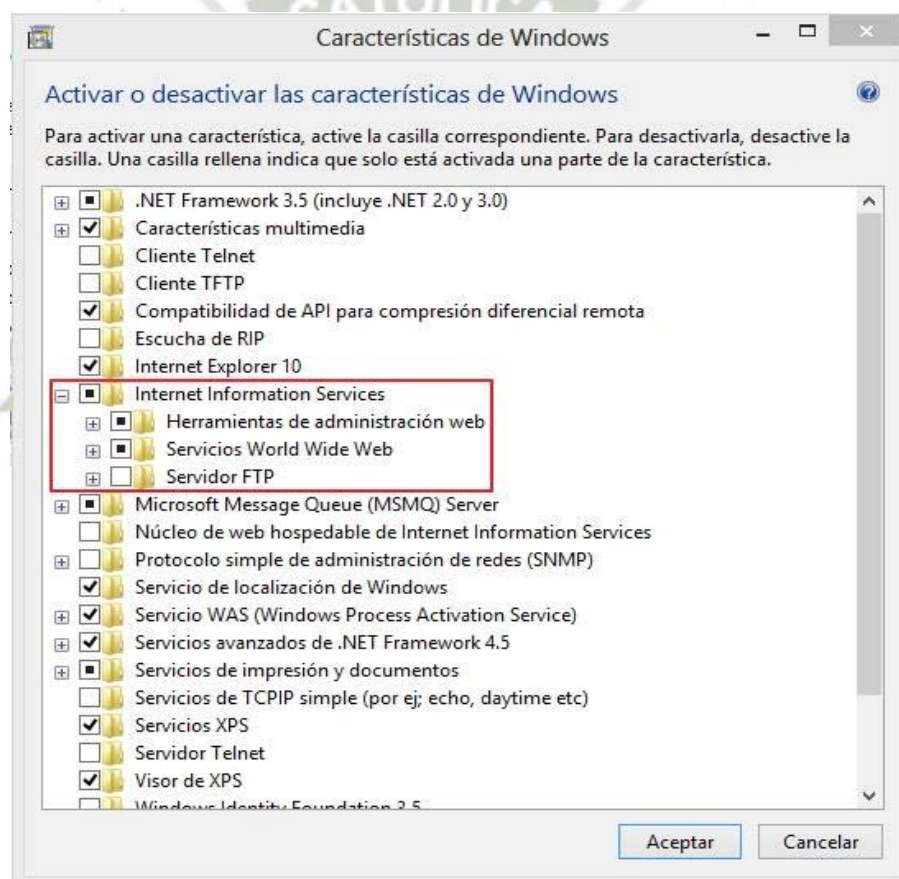 CATÓLICA
Características de Windows
Activar o desactivar las características de Windows
Para activar una característica, active la casilla correspondiente. Para desactivarla, desactive la
casilla. Una casilla rellena indica que solo está activada una parte de la característica.
.NET Framework 3.5 (incluye .NET 2.0 y 3.0)
Características multimedia
Cliente Telnet
Cliente TFTP
Compatibilidad de API para compresión diferencial remota
Escucha de RIP
Internet Explorer 10
Internet Information Services
Herramientas de administración web
Servicios World Wide Web
Servidor FTP
Microsoft Message Queue (MSMQ) Server
Núcleo de web hospedable de Internet Information Services
Protocolo simple de administración de redes (SNMP)
Servicio de localización de Windows
Servicio WAS (Windows Process Activation Service)
Servicios avanzados de .NET Framework 4.5
Servicios de impresión y documentos
Servicios de TCPIP simple (por ej; echo, daytime etc)
Servicios XPS
Servidor Telnet
Visor de XPS
Windows Identity Foundation 3.5
Aceptar
Cancelar